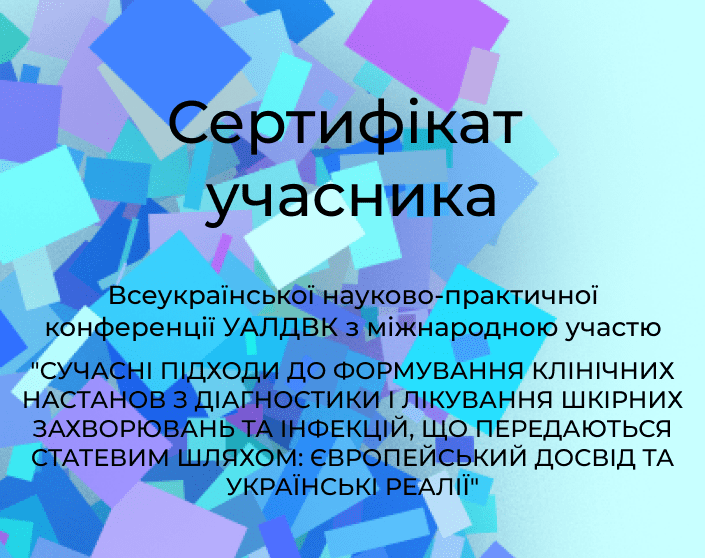 Сертифікат
учасника
Всеукраїнської науково-практичної
конференції УАЛДВК з міжнародною участю
"СУЧАСНІ ПІДХОДИ ДО ФОРМУВАННЯ КЛІНІЧНИХ
НАСТАНОВ З ДІАГНОСТИКИ І ЛІКУВАННЯ ШКІРНИХ
ЗАХВОРЮВАНЬ ТА ІНФЕКЦІЙ, ЩО ПЕРЕДАЮТЬСЯ
СТАТЕВИМ ШЛЯХОМ: ЄВРОПЕЙСЬКИЙ ДОСВІД ТА
УКРАЇНСЬКІ РЕАЛІЇ"